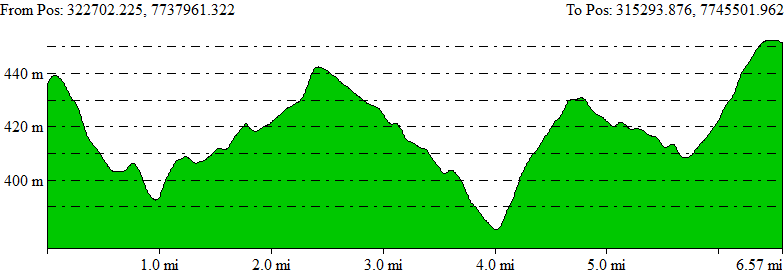 From Pos: 322702.225, 7737961.322 To Pos: 315293.876, 7745501.962
440 m
420 m
400 m
1.0 mi 2.0 mi 3.0 mi 4.0 mi 5.0 mi 6.57 mi